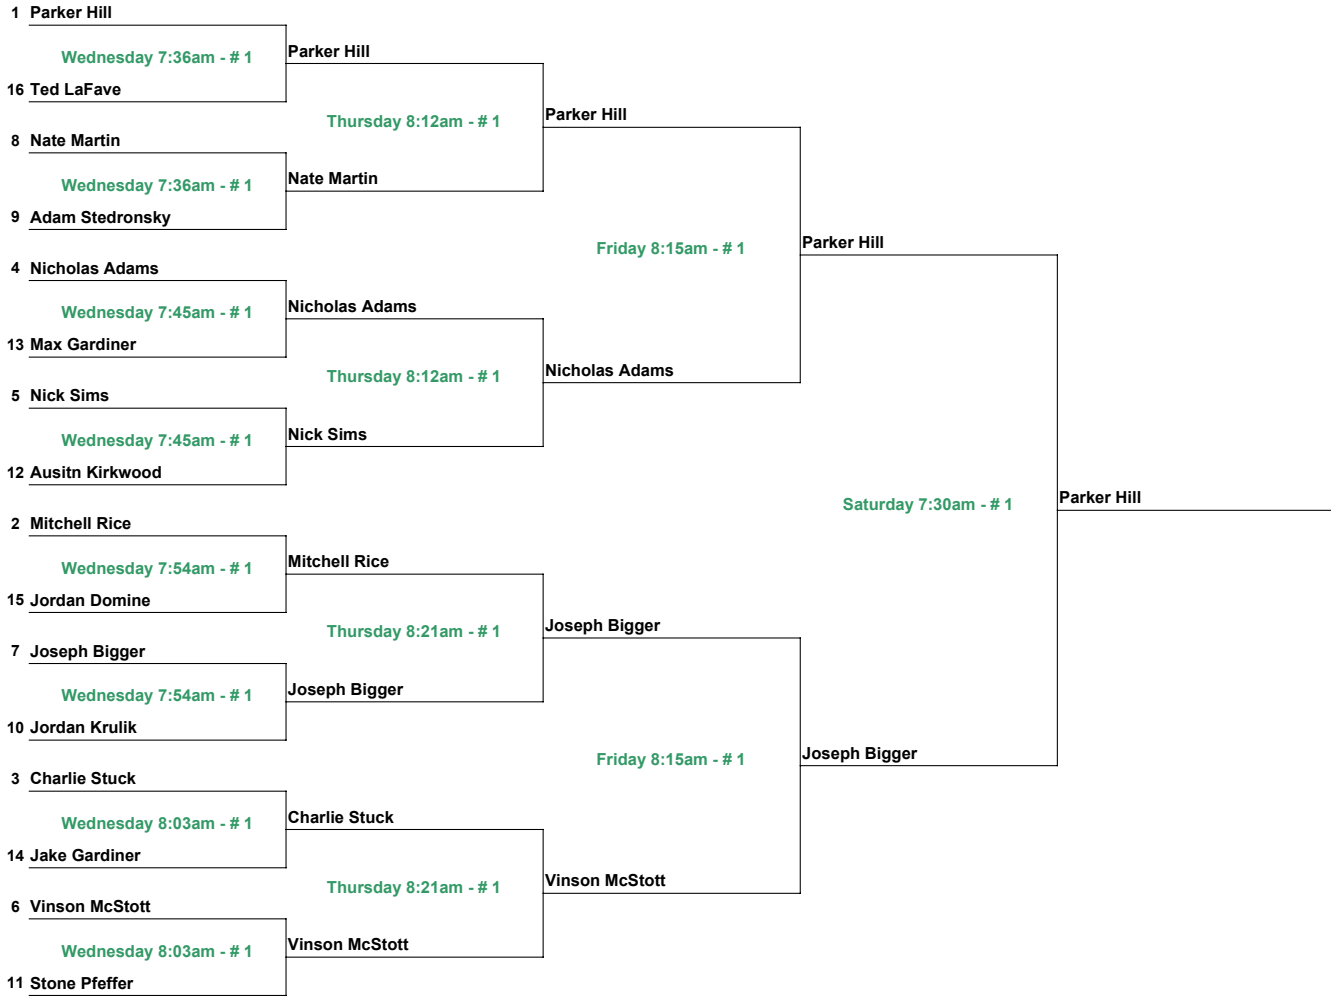 1 Parker Hill
Wednesday 7:36am - # 1
16 Ted LaFave
8 Nate Martin
Wednesday 7:36am - # 1
9 Adam Stedronsky
4 Nicholas Adams
Wednesday 7:45am - # 1
13 Max Gardiner
5 Nick Sims
Wednesday 7:45am - # 1
12 Ausitn Kirkwood
2 Mitchell Rice
Wednesday 7:54am - # 1
15 Jordan Domine
7 Joseph Bigger
Wednesday 7:54am - # 1
10 Jordan Krulik
3 Charlie Stuck
Wednesday 8:03am - # 1
14 Jake Gardiner
6 Vinson McStott
Wednesday 8:03am - # 1
11 Stone Pfeffer
Parker Hill
Thursday 8:12am - # 1
Nate Martin
Nicholas Adams
Thursday 8:12am - # 1
Nick Sims
Mitchell Rice
Thursday 8:21am - # 1
Joseph Bigger
Charlie Stuck
Thursday 8:21am - # 1
Vinson McStott
Parker Hill
Friday 8:15am - # 1
Nicholas Adams
Joseph Bigger
Friday 8:15am - # 1
Vinson McStott
Parker Hill
Saturday 7:30am - # 1
Joseph Bigger
Parker Hill